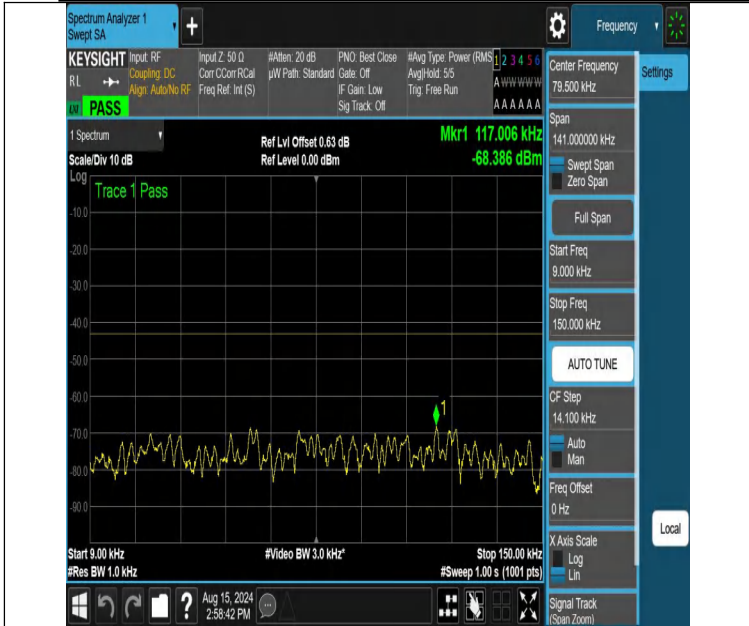 Spectrum Analyzer 1
Swept SA
Frequency
KEYSIGHT
RL
PASS
Input: RF
Coupling: DC
Align: Auto/No RF
Input Z: 50 Ω
Corr CCorr RCal
Freq Ref: Int (S)
#Atten: 20 dB
µW Path: Standard
PNO: Best Close
Gate: Off
IF Gain: Low
Sig Track: Off
#Avg Type: Power (RMS
Avg|Hold: 5/5
Trig: Free Run
1 2 3 4 5 6
A W W W W W
A A A A A A
1 Spectrum
Scale/Div 10 dB
Ref Lvl Offset 0.63 dB
Ref Level 0.00 dBm
Mkr1 117.006 kHz
-68.386 dBm
Log
Trace 1 Pass
-10.0
-20.0
-30.0
-40.0
-50.0
-60.0
-70.0
-80.0
-90.0
1
Start 9.00 kHz
#Res BW 1.0 kHz
#Video BW 3.0 kHz*
Stop 150.00 kHz
#Sweep 1.00 s (1001 pts)
Aug 15, 2024
2:58:42 PM
Center Frequency
79.500 kHz
Settings
Span
141.000000 kHz
Swept Span
Zero Span
Full Span
Start Freq
9.000 kHz
Stop Freq
150.000 kHz
AUTO TUNE
CF Step
14.100 kHz
Auto
Man
Freq Offset
0 Hz
X Axis Scale
Log
Lin
Local
Signal Track
(Span Zoom)